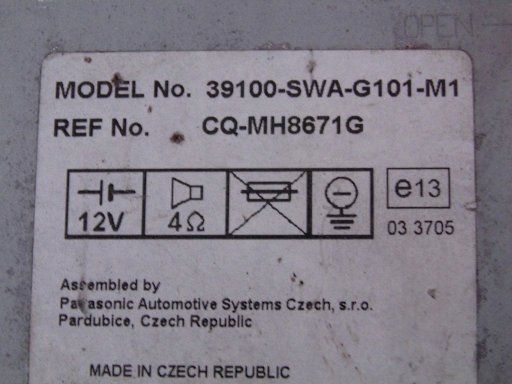 OPEN
MODEL No. 39100-SWA-G101-M1
REF No. CQ-MH8671G
12V 4Ω e13
03 3705
Assembled by
Panasonic Automotive Systems Czech, s.r.o.
Pardubice, Czech Republic
MADE IN CZECH REPUBLIC